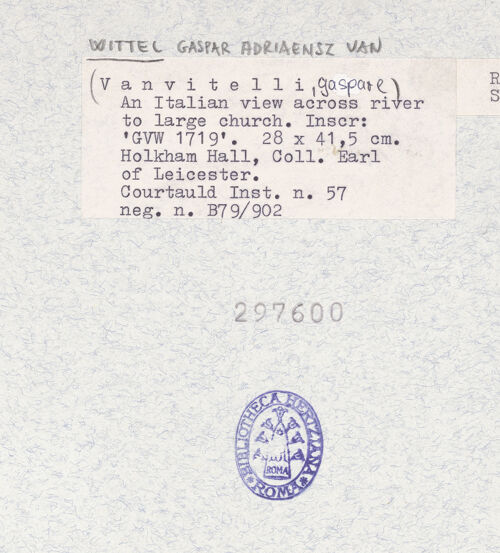 WITTEL GASPAR ADRIAENSZ VAN
(Vanvitelli, gaspare)
An Italian view across river
to large church. Inscr:
'GVW 1719'. 28 x 41,5 cm.
Holkham Hall, Coll. Earl
of Leicester.
Courtauld Inst. n. 57
neg. n. B79/902
R
S
297600
BIBLIOTHECA HERTZIANA
ROMA
ROMA